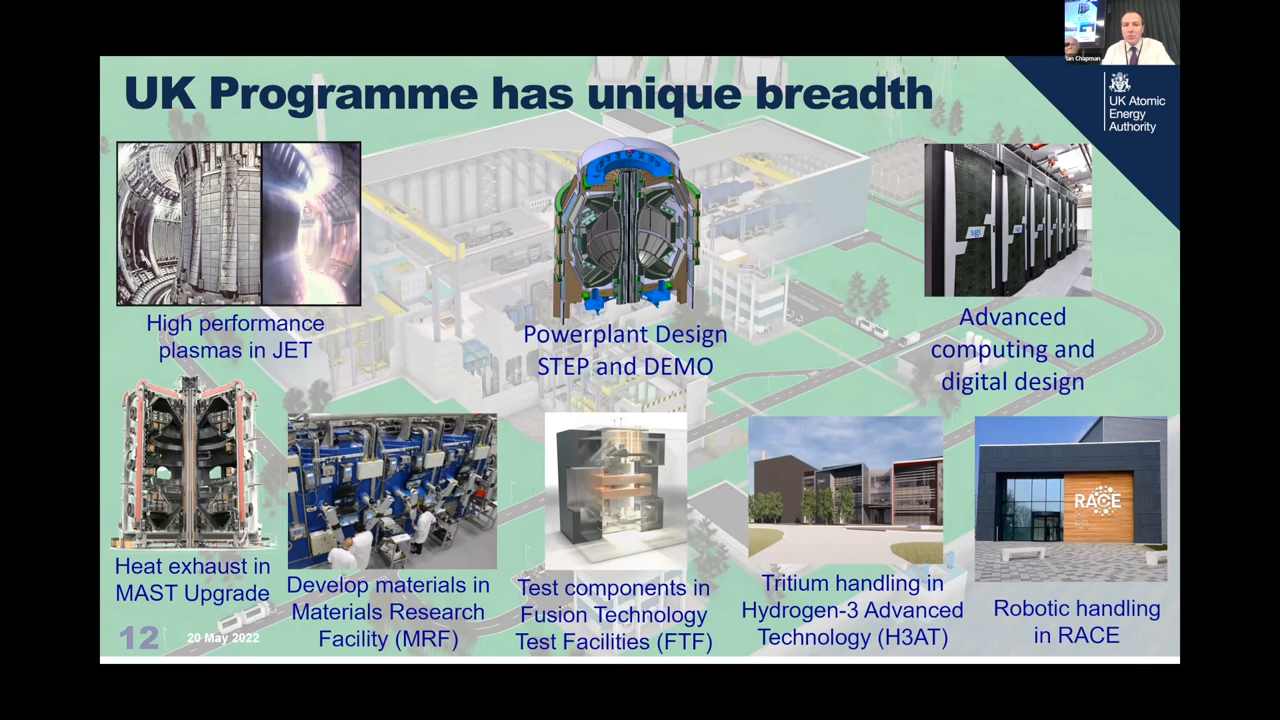 Ian Chapman
UK Programme has unique breadth
UK Atomic
Energy
Authority
sgi
High performance
plasmas in JET
Powerplant Design
STEP and DEMO
Advanced
computing and
digital design
RACE
Heat exhaust in
MAST Upgrade
Develop materials in
Materials Research
Facility (MRF)
Test components in
Fusion Technology
Test Facilities (FTF)
Tritium handling in
Hydrogen-3 Advanced
Technology (H3AT)
Robotic handling
in RACE
12
20 May 2022